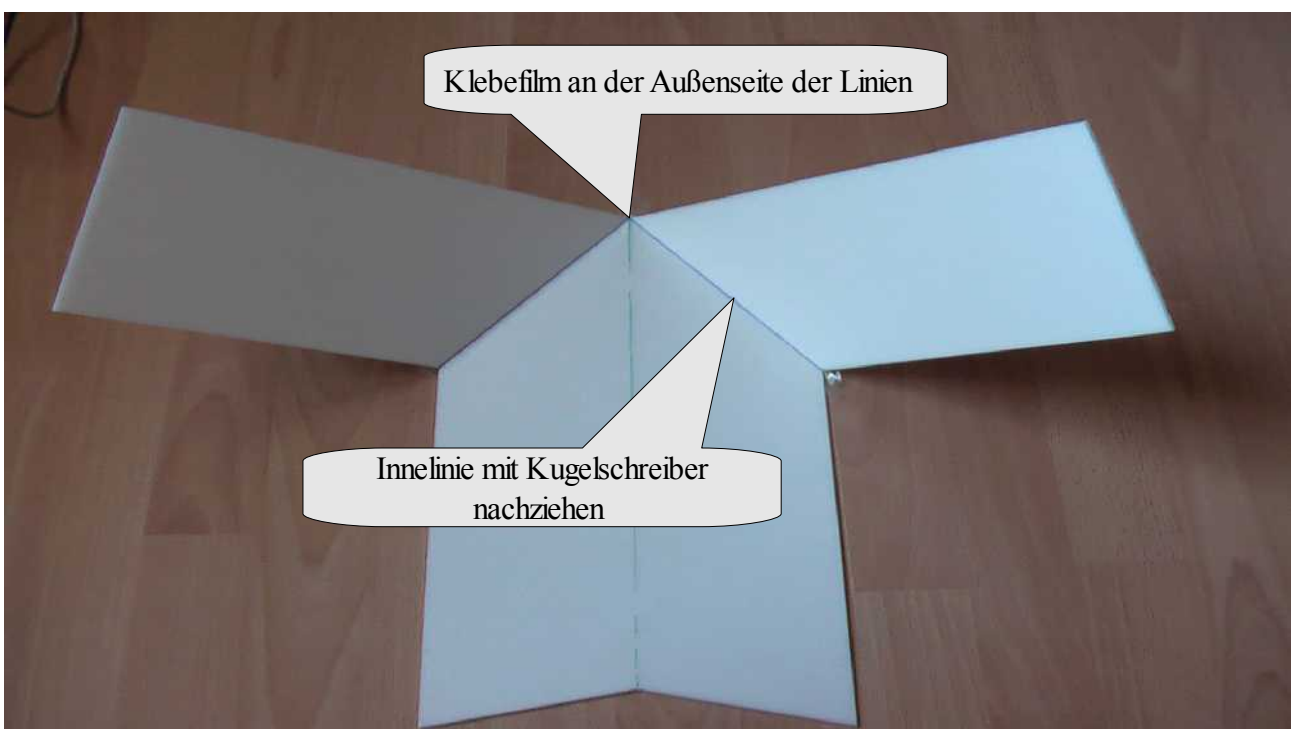 Klebefilm an der Außenseite der Linien
Innelinie mit Kugelschreiber
nachziehen